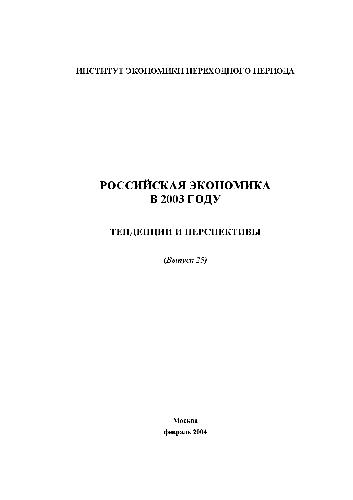 ИНСТИТУТ ЭКОНОМИКИ ПЕРЕХОДНОГО ПЕРИОДА
РОССИЙСКАЯ ЭКОНОМИКА
В 2003 ГОДУ
ТЕНДЕНЦИИ И ПЕРСПЕКТИВЫ
(Выпуск 25)
Москва
февраль 2004